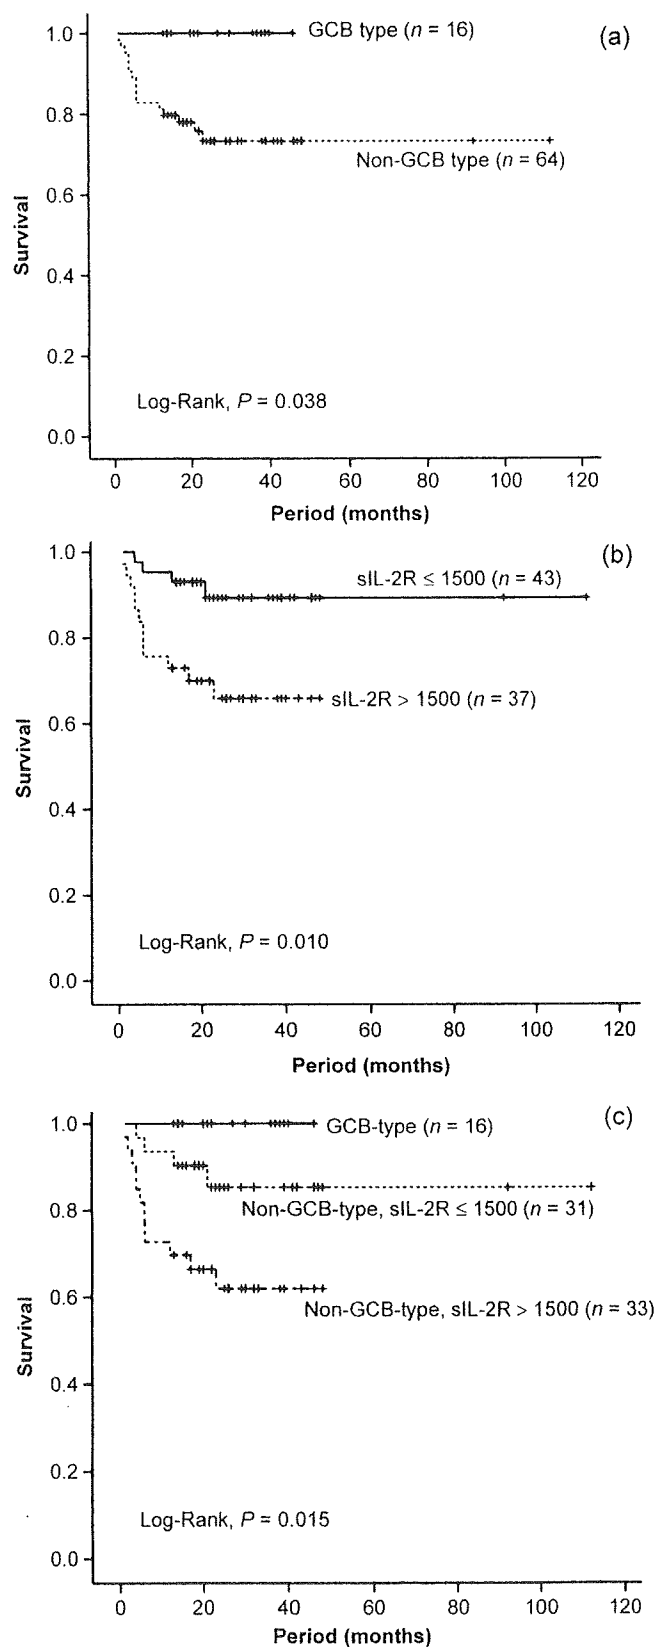 (a)
GCB type (n = 16)
Non-GCB type (n = 64)
Survival
1.0
0.8
0.6
0.4
0.2
0.0
Log-Rank, P = 0.038
0 20 40 60 80 100 120
Period (months)
(b)
sIL-2R ≤ 1500 (n = 43)
sIL-2R > 1500 (n = 37)
Survival
1.0
0.8
0.6
0.4
0.2
0.0
Log-Rank, P = 0.010
0 20 40 60 80 100 120
Period (months)
(c)
GCB-type (n = 16)
Non-GCB-type, sIL-2R ≤ 1500 (n = 31)
Non-GCB-type, sIL-2R > 1500 (n = 33)
Survival
1.0
0.8
0.6
0.4
0.2
0.0
Log-Rank, P = 0.015
0 20 40 60 80 100 120
Period (months)